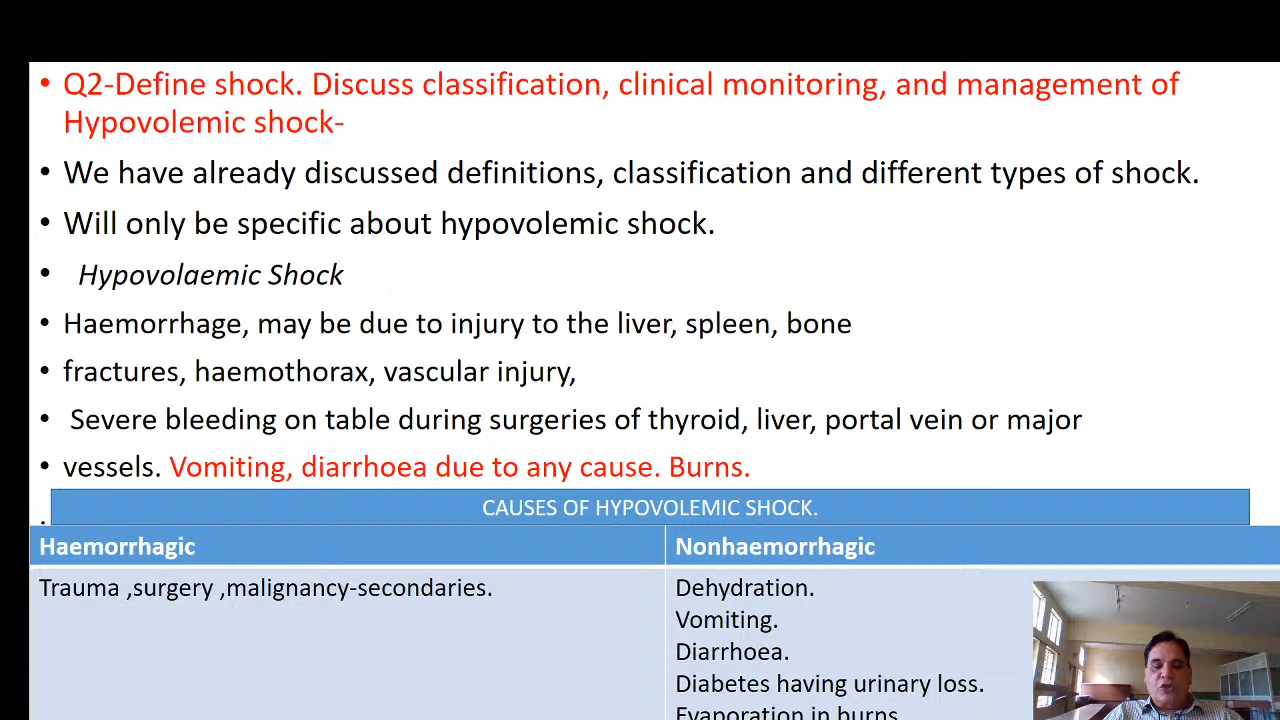 • Q2-Define shock. Discuss classification, clinical monitoring, and management of
Hypovolemic shock-
• We have already discussed definitions, classification and different types of shock.
• Will only be specific about hypovolemic shock.
• Hypovolaemic Shock
• Haemorrhage, may be due to injury to the liver, spleen, bone
• fractures, haemothorax, vascular injury,
• Severe bleeding on table during surgeries of thyroid, liver, portal vein or major
• vessels. Vomiting, diarrhoea due to any cause. Burns.
CAUSES OF HYPOVOLEMIC SHOCK.
Haemorrhagic
Nonhaemorrhagic
Trauma ,surgery ,malignancy-secondaries.
Dehydration.
Vomiting.
Diarrhoea.
Diabetes having urinary loss.
Evaporation in burns